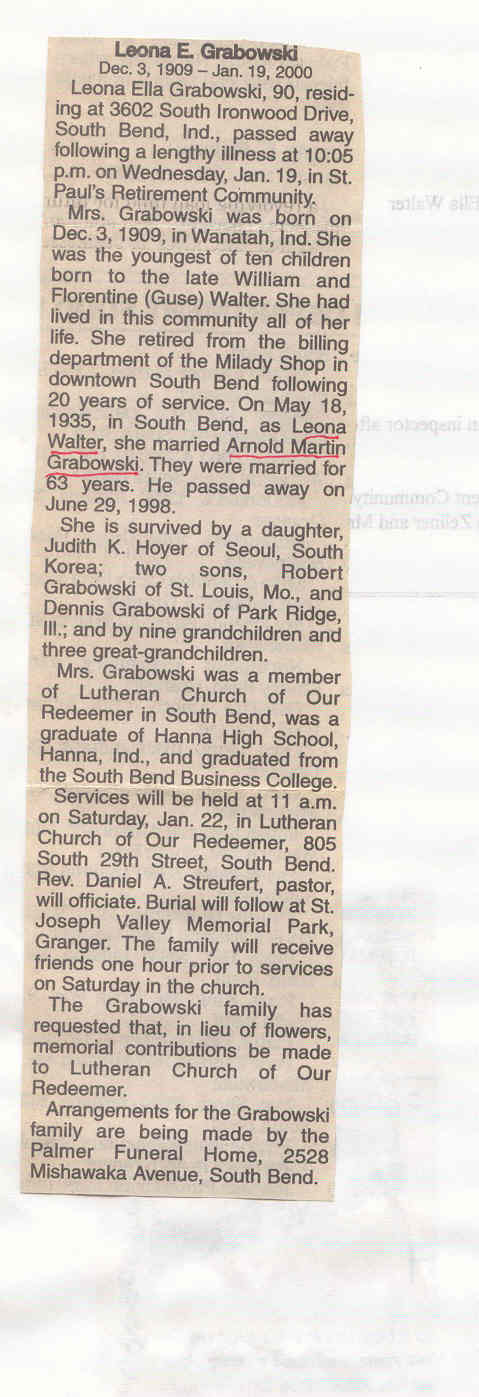 Leona E. Grabowski
Dec. 3, 1909 – Jan. 19, 2000
Leona Ella Grabowski, 90, resid-
ing at 3602 South Ironwood Drive,
South Bend, Ind., passed away
following a lengthy illness at 10:05
p.m. on Wednesday, Jan. 19, in St.
Paul's Retirement Community.
Mrs. Grabowski was born on
Dec. 3, 1909, in Wanatah, Ind. She
was the youngest of ten children
born to the late William and
Florentine (Guse) Walter. She had
lived in this community all of her
life. She retired from the billing
department of the Milady Shop in
downtown South Bend following
20 years of service. On May 18,
1935, in South Bend, as Leona
Walter, she married Arnold Martin
Grabowski. They were married for
63 years. He passed away on
June 29, 1998.
She is survived by a daughter,
Judith K. Hoyer of Seoul, South
Korea; two sons, Robert
Grabowski of St. Louis, Mo., and
Dennis Grabowski of Park Ridge,
Ill.; and by nine grandchildren and
three great-grandchildren.
Mrs. Grabowski was a member
of Lutheran Church of Our
Redeemer in South Bend, was a
graduate of Hanna High School,
Hanna, Ind., and graduated from
the South Bend Business College.
Services will be held at 11 a.m.
on Saturday, Jan. 22, in Lutheran
Church of Our Redeemer, 805
South 29th Street, South Bend.
Rev. Daniel A. Streufert, pastor,
will officiate. Burial will follow at St.
Joseph Valley Memorial Park,
Granger. The family will receive
friends one hour prior to services
on Saturday in the church.
The Grabowski family has
requested that, in lieu of flowers,
memorial contributions be made
to Lutheran Church of Our
Redeemer.
Arrangements for the Grabowski
family are being made by the
Palmer Funeral Home, 2528
Mishawaka Avenue, South Bend.